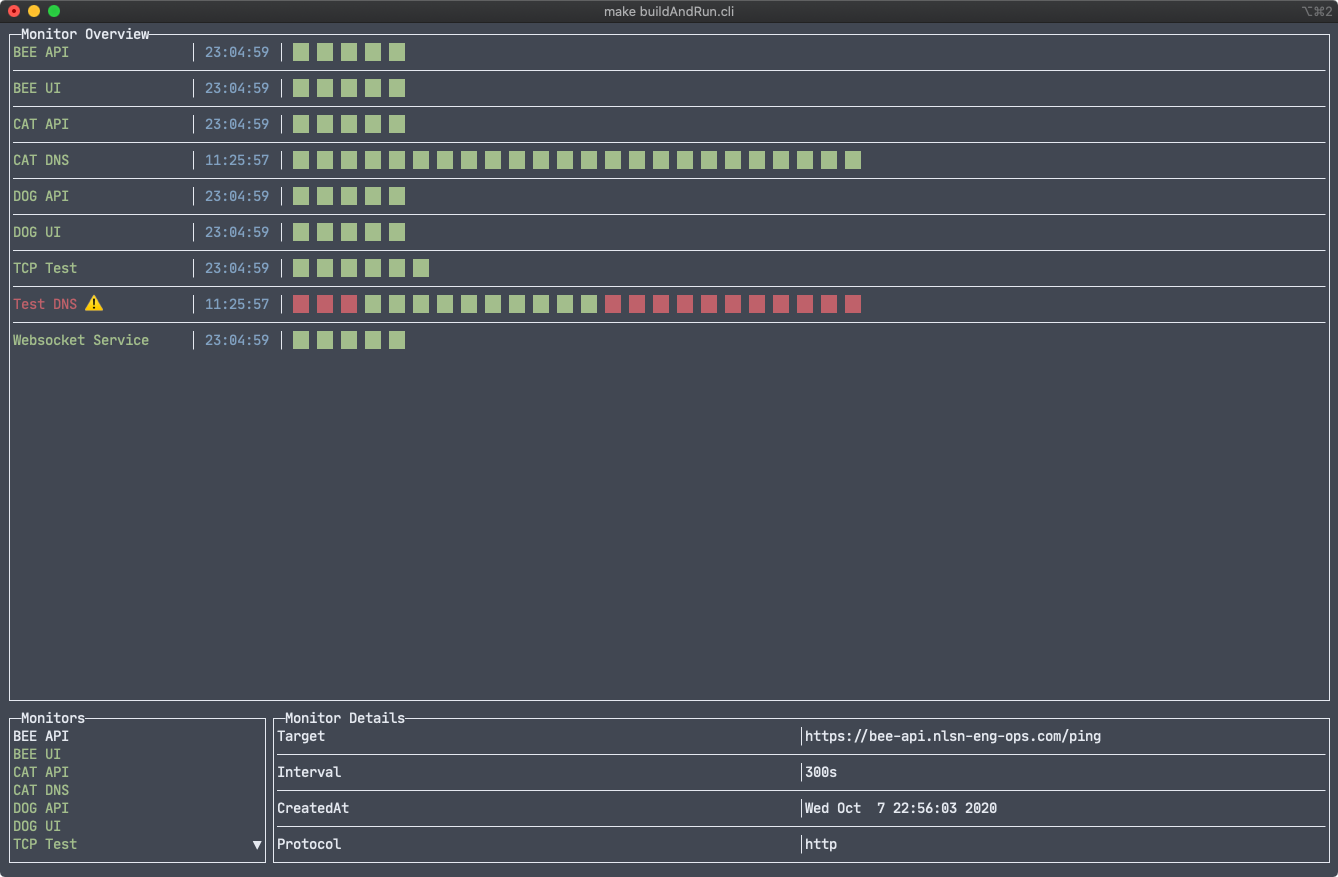 make buildAndRun.cli
⌥⌘2
Monitor Overview
BEE API 23:04:59
BEE UI 23:04:59
CAT API 23:04:59
CAT DNS 11:25:57
DOG API 23:04:59
DOG UI 23:04:59
TCP Test 23:04:59
Test DNS ⚠️ 11:25:57
Websocket Service 23:04:59
Monitors
BEE API
BEE UI
CAT API
CAT DNS
DOG API
DOG UI
TCP Test ▼
Monitor Details
Target https://bee-api.nlsn-eng-ops.com/ping
Interval 300s
CreatedAt Wed Oct  7 22:56:03 2020
Protocol http